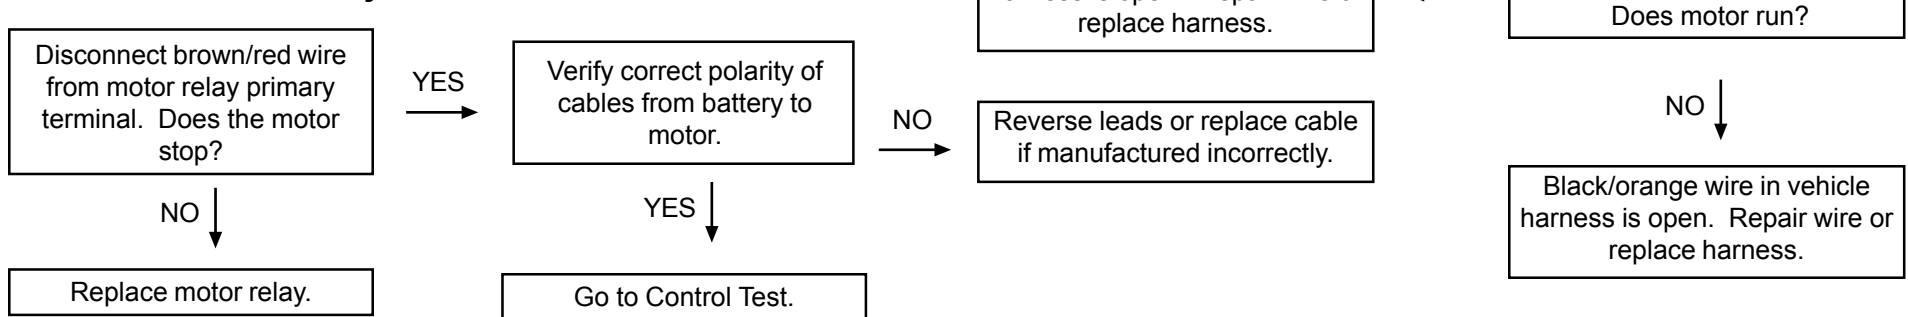 replace harness.
Does motor run?
Disconnect brown/red wire
from motor relay primary
terminal. Does the motor
stop?
YES
Verify correct polarity of
cables from battery to
motor.
NO
Reverse leads or replace cable
if manufactured incorrectly.
NO
Black/orange wire in vehicle
harness is open. Repair wire or
replace harness.
NO
Replace motor relay.
YES
Go to Control Test.